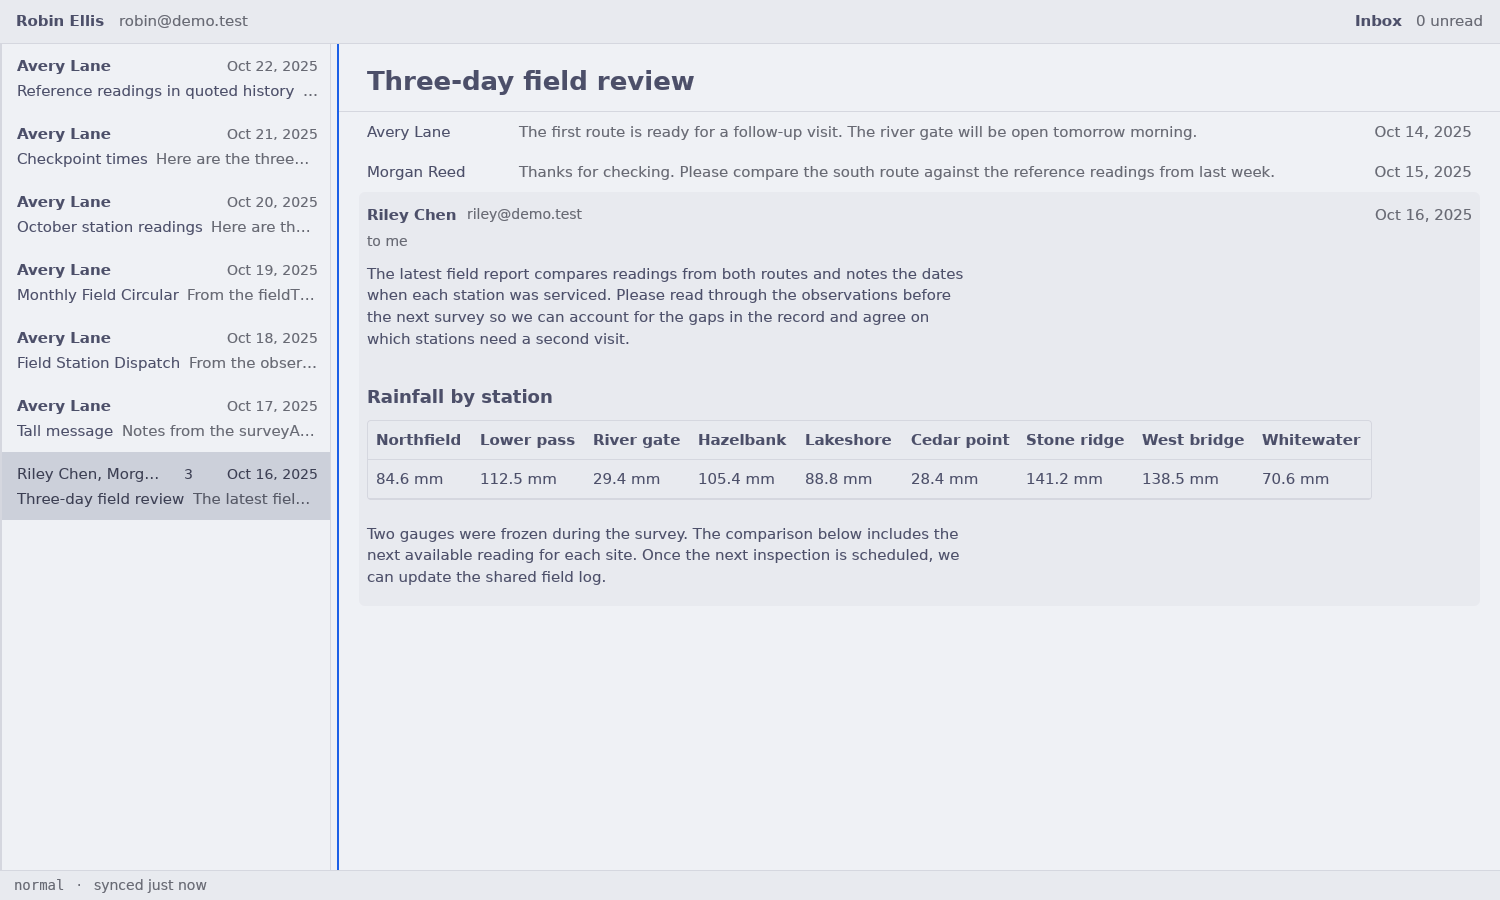 Robin Ellis robin@demo.test
Inbox 0 unread
Avery Lane Oct 22, 2025
Reference readings in quoted history …
Avery Lane Oct 21, 2025
Checkpoint times Here are the three…
Avery Lane Oct 20, 2025
October station readings Here are th…
Avery Lane Oct 19, 2025
Monthly Field Circular From the fieldT…
Avery Lane Oct 18, 2025
Field Station Dispatch From the obser…
Avery Lane Oct 17, 2025
Tall message Notes from the surveyA…
Riley Chen, Morg… 3 Oct 16, 2025
Three-day field review The latest fiel…
Three-day field review
Avery Lane The first route is ready for a follow-up visit. The river gate will be open tomorrow morning. Oct 14, 2025
Morgan Reed Thanks for checking. Please compare the south route against the reference readings from last week. Oct 15, 2025
Riley Chen riley@demo.test Oct 16, 2025
to me
The latest field report compares readings from both routes and notes the dates
when each station was serviced. Please read through the observations before
the next survey so we can account for the gaps in the record and agree on
which stations need a second visit.
Rainfall by station
Northfield Lower pass River gate Hazelbank Lakeshore Cedar point Stone ridge West bridge Whitewater
84.6 mm 112.5 mm 29.4 mm 105.4 mm 88.8 mm 28.4 mm 141.2 mm 138.5 mm 70.6 mm
Two gauges were frozen during the survey. The comparison below includes the
next available reading for each site. Once the next inspection is scheduled, we
can update the shared field log.
normal · synced just now